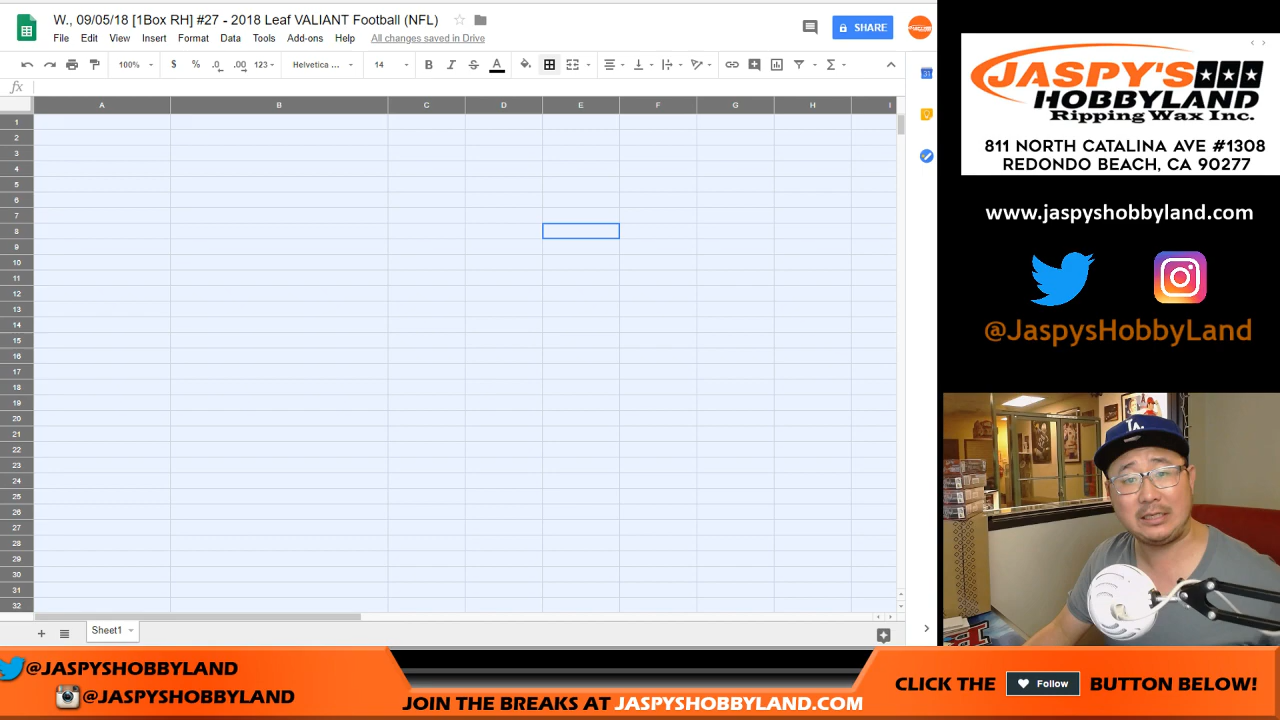 W., 09/05/18 [1Box RH] #27 - 2018 Leaf VALIANT Football (NFL)
File Edit View Insert Format Data Tools Add-ons Help All changes saved in Drive
SHARE
100% $ % .0 .00 123 Helvetica ... 14 B I S A
fx
A B C D E F G H I
1
2
3
4
5
6
7
8
9
10
11
12
13
14
15
16
17
18
19
20
21
22
23
24
25
26
27
28
29
30
31
32
Sheet1
JASPY'S
HOBBYLAND
Ripping Wax Inc.
811 NORTH CATALINA AVE #1308
REDONDO BEACH, CA 90277
www.jaspyshobbyland.com
@JaspysHobbyLand
@JASPYSHOBBYLAND
@JASPYSHOBBYLAND
JOIN THE BREAKS AT JASPYSHOBBYLAND.COM
CLICK THE Follow BUTTON BELOW!